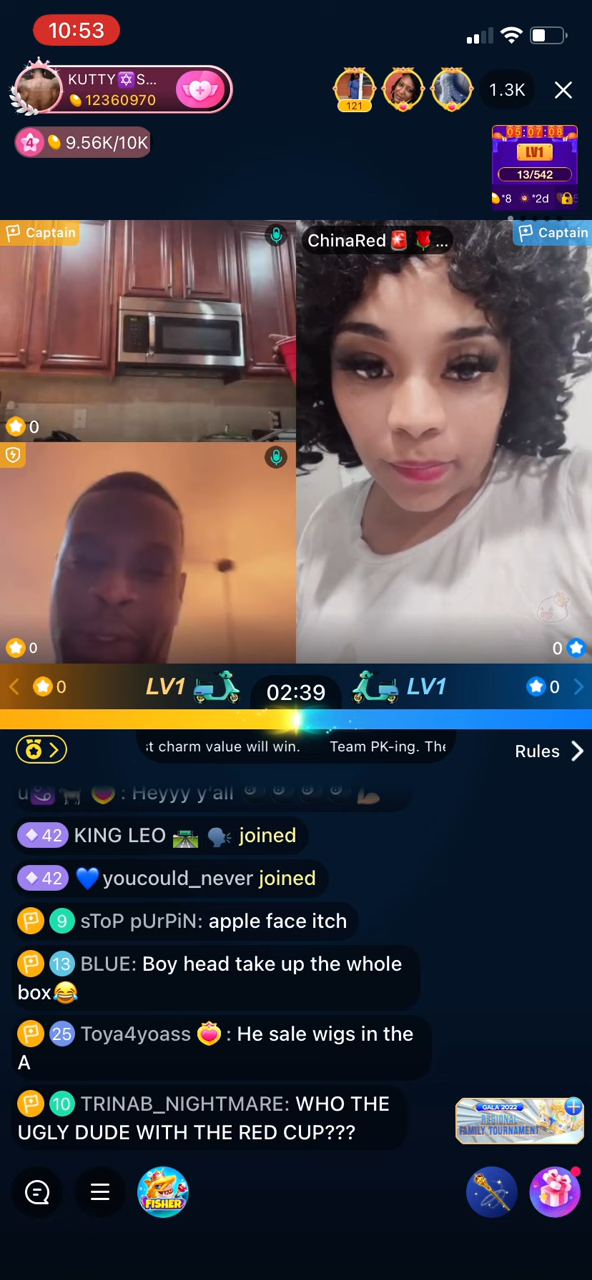 10:53
KUTTY✡️S...
12360970
121
1.3K
4 9.56K/10K
05:07:08
LV1
13/542
*8 *2d
Captain
ChinaRed 🚨🌹...
Captain
0
0
0
0 LV1 02:39 LV1 0
st charm value will win. Team PK-ing. The
Rules
u♋🐐 : Heyyy y'all
42 KING LEO 🛣️ 🗣️ joined
42 💙youcould_never joined
9 sToP pUrPiN: apple face itch
13 BLUE: Boy head take up the whole
box😂
25 Toya4yoass : He sale wigs in the
A
10 TRINAB_NIGHTMARE: WHO THE
UGLY DUDE WITH THE RED CUP???
GALA 2022
REGIONAL
FAMILY TOURNAMENT
FISHER